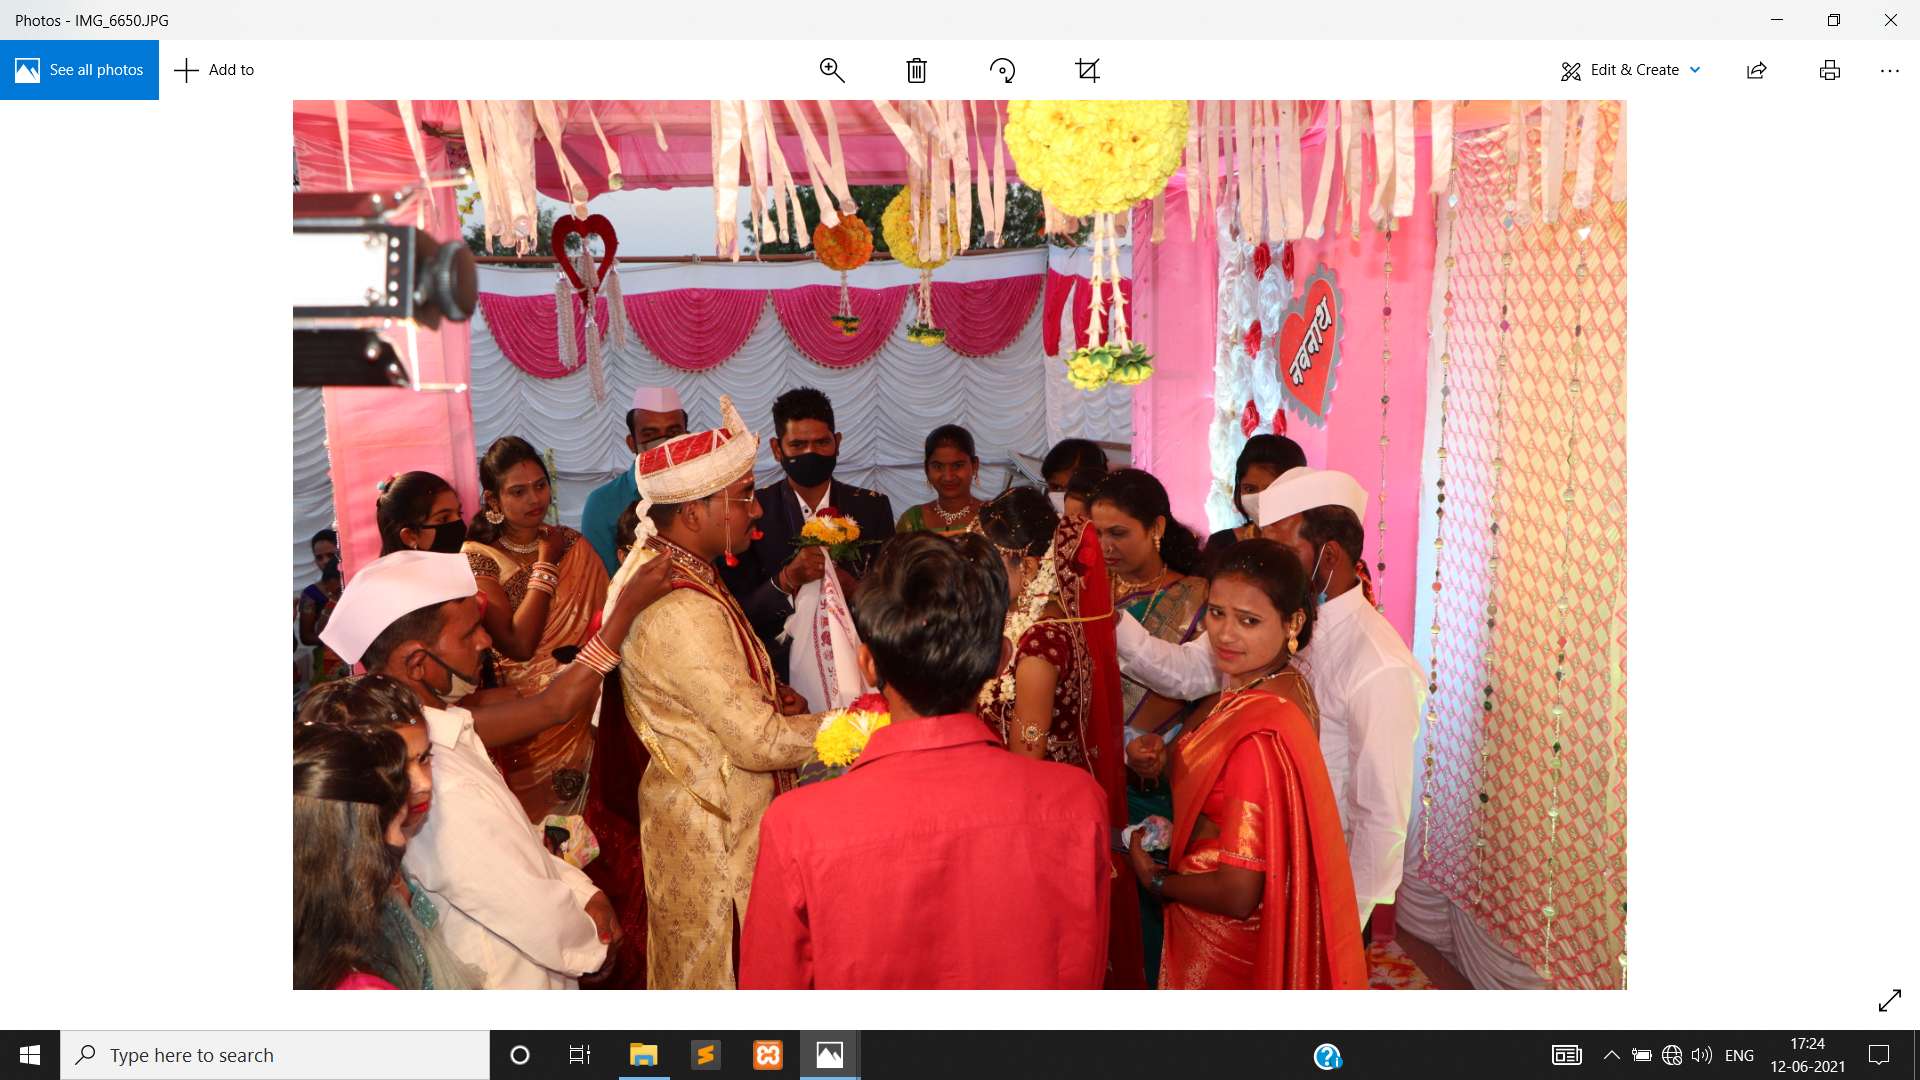 Photos - IMG_6650.JPG
See all photos
Add to
Edit & Create
नवनाथ
Type here to search
ENG
17:24
12-06-2021